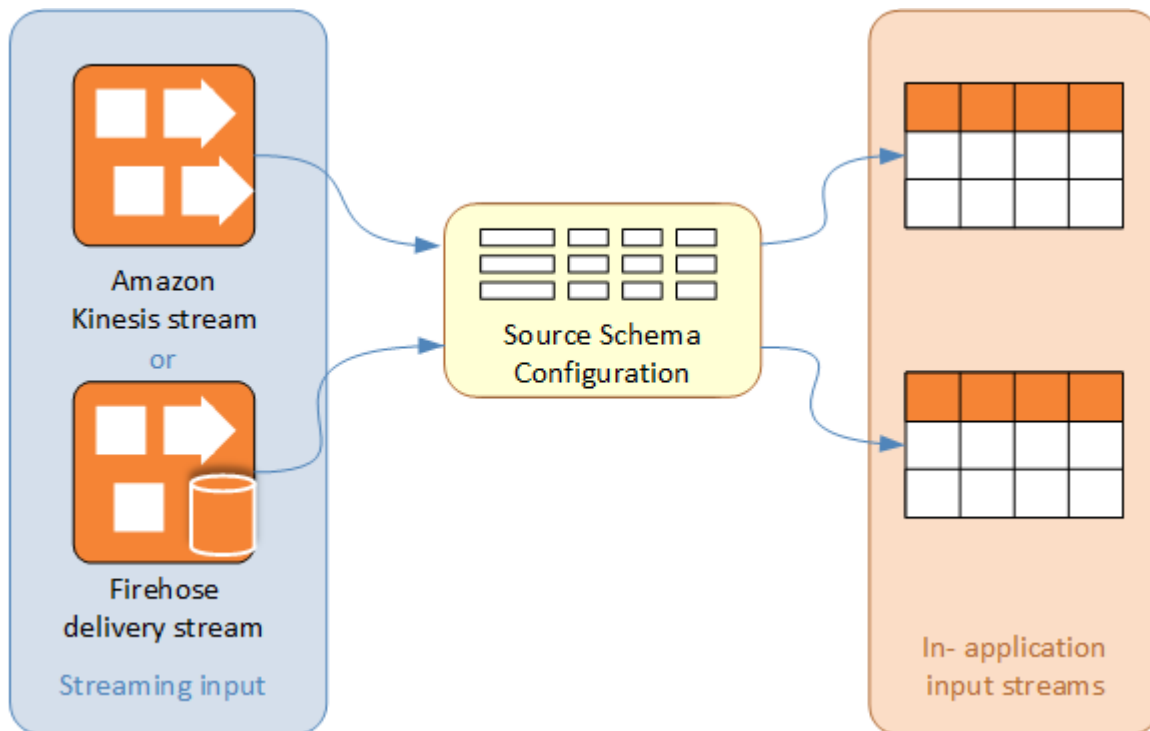 Amazon
Kinesis stream
or
Firehose
delivery stream
Streaming input
Source Schema
Configuration
In- application
input streams